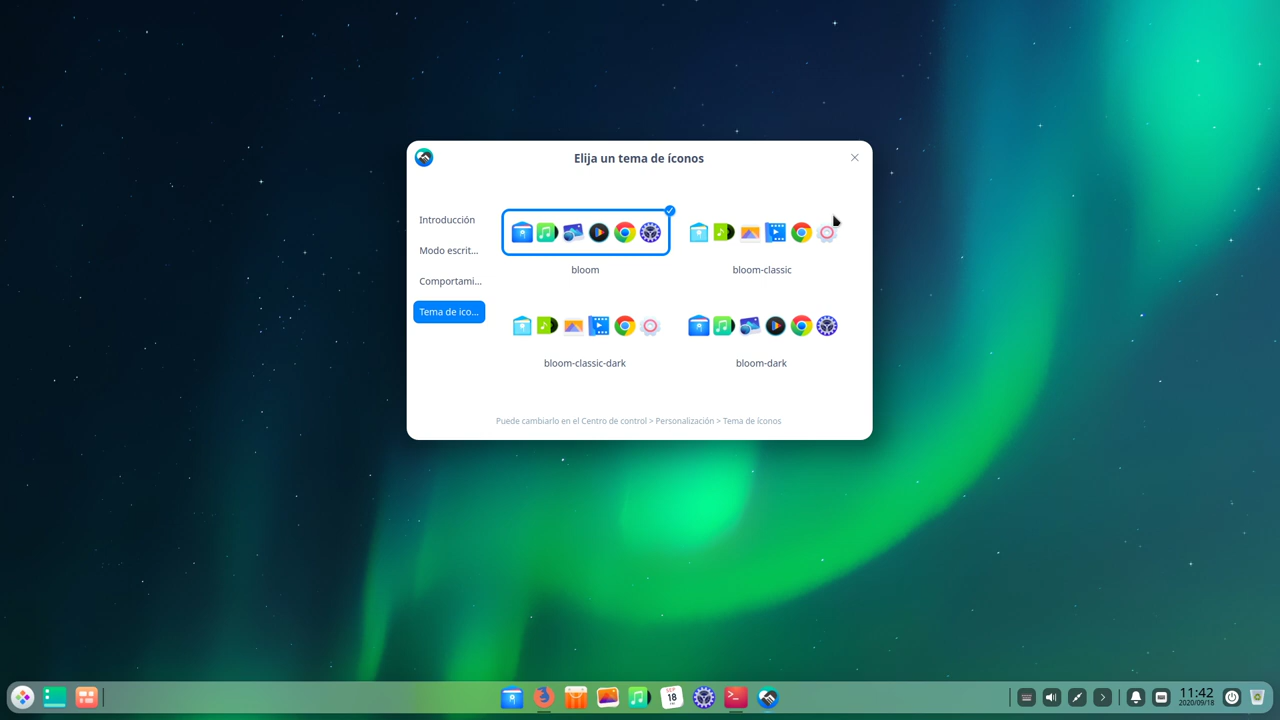 Elija un tema de íconos
Introducción
Modo escrit...
Comportami...
Tema de ico...
bloom
bloom-classic
bloom-classic-dark
bloom-dark
Puede cambiarlo en el Centro de control > Personalización > Tema de íconos
SEP
18
11:42
2020/09/18